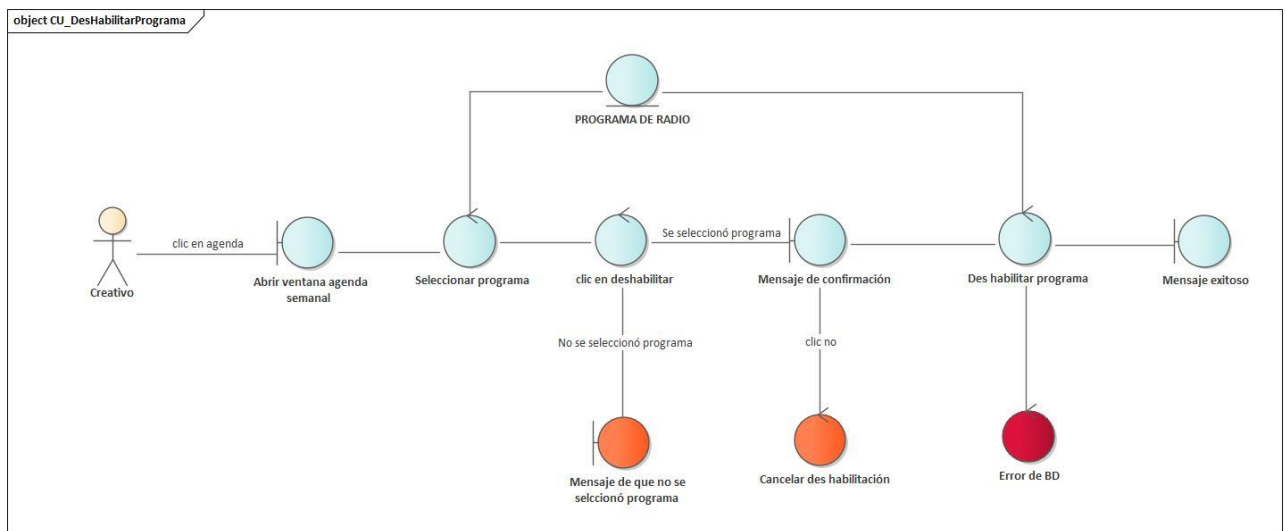 object CU_DesHabilitarPrograma
PROGRAMA DE RADIO
clic en agenda
Se seleccionó programa
Creativo
Abrir ventana agenda
semanal
Seleccionar programa
clic en deshabilitar
Mensaje de confirmación
Des habilitar programa
Mensaje exitoso
No se seleccionó programa
clic no
Mensaje de que no se
selccionó programa
Cancelar des habilitación
Error de BD